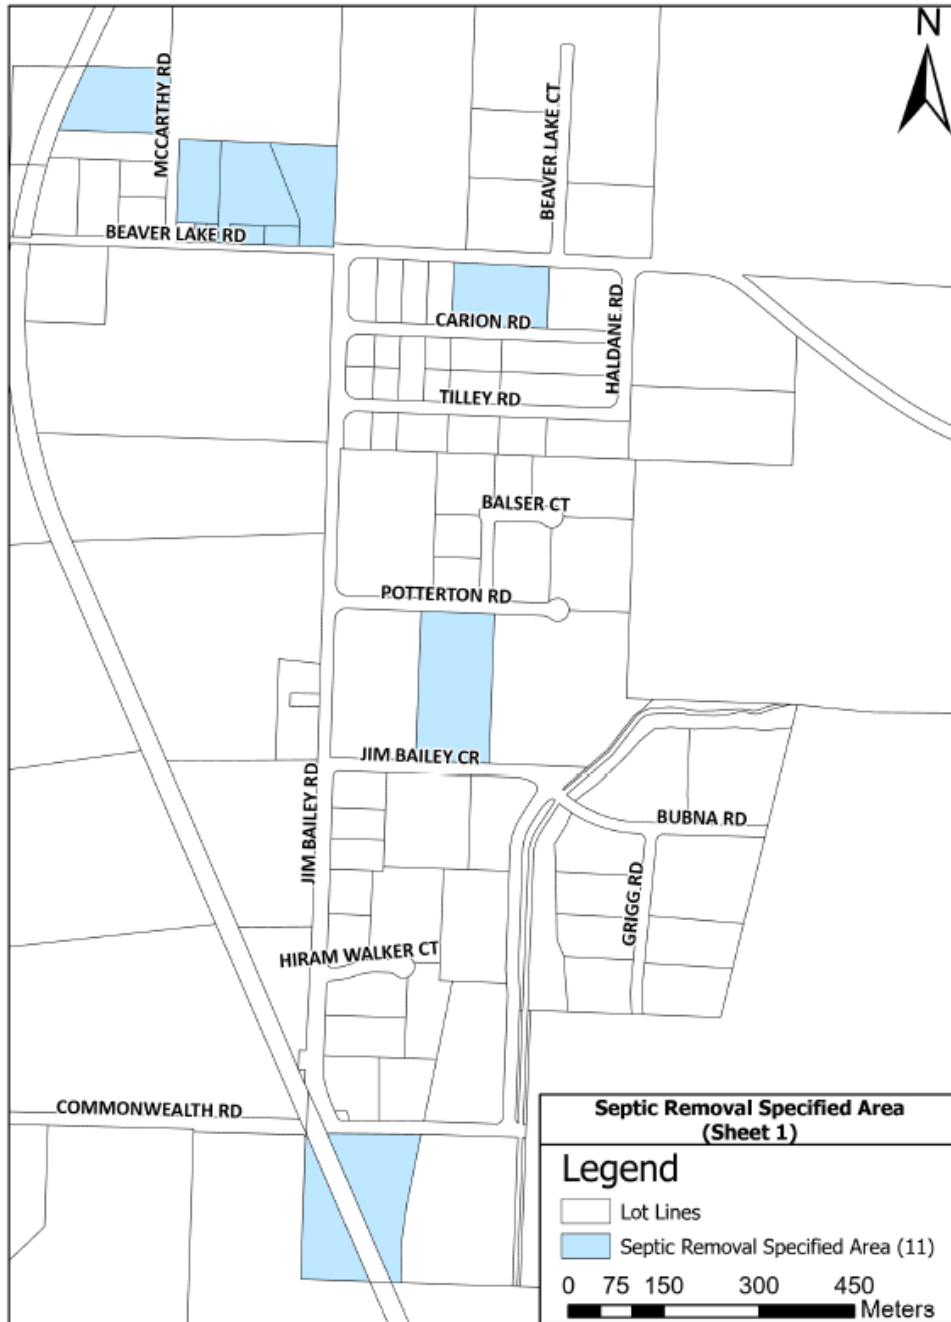 N
MCCARTHY RD
BEAVER LAKE CT
BEAVER LAKE RD
CARION RD
HALDANE RD
TILLEY RD
BALSER CT
POTTERTON RD
JIM BAILEY CR
JIM BAILEY RD
BUBNA RD
GRIGG RD
HIRAM WALKER CT
COMMONWEALTH RD
Septic Removal Specified Area
(Sheet 1)
Legend
Lot Lines
Septic Removal Specified Area (11)
0 75 150 300 450
Meters